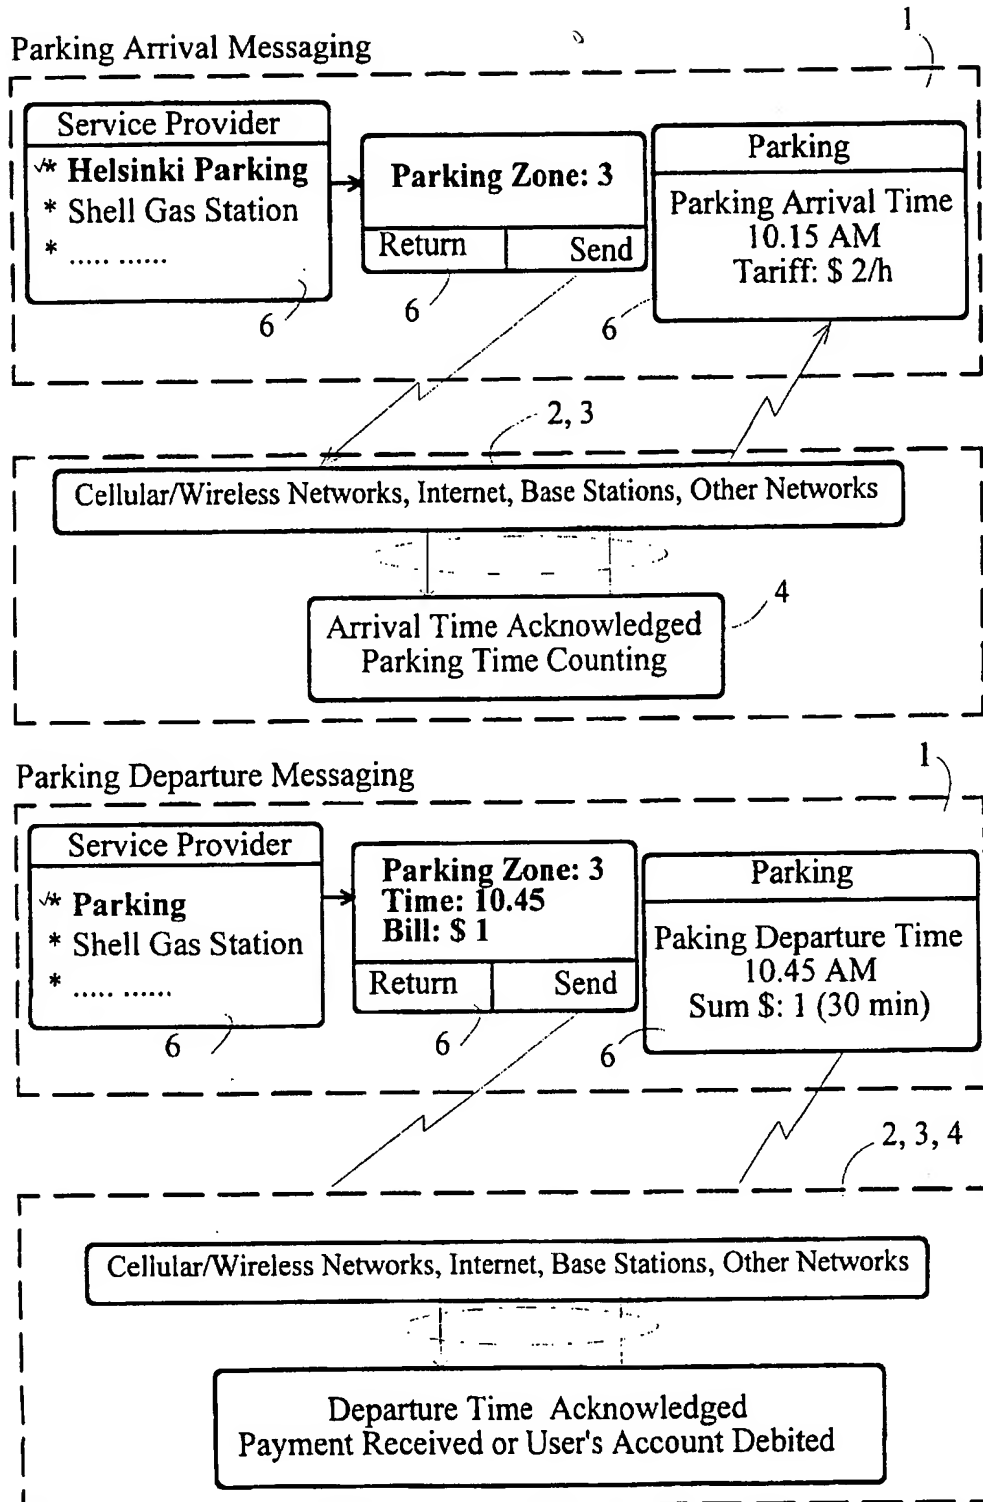 1
Parking Arrival Messaging
Service Provider
√* Helsinki Parking
* Shell Gas Station
* ..... ......
6
Parking Zone: 3
Return Send
6
Parking
Parking Arrival Time
10.15 AM
Tariff: $ 2/h
6
2, 3
Cellular/Wireless Networks, Internet, Base Stations, Other Networks
4
Arrival Time Acknowledged
Parking Time Counting
1
Parking Departure Messaging
Service Provider
√* Parking
* Shell Gas Station
* ..... ......
6
Parking Zone: 3
Time: 10.45
Bill: $ 1
Return Send
6
Parking
Paking Departure Time
10.45 AM
Sum $: 1 (30 min)
6
2, 3, 4
Cellular/Wireless Networks, Internet, Base Stations, Other Networks
Departure Time Acknowledged
Payment Received or User's Account Debited